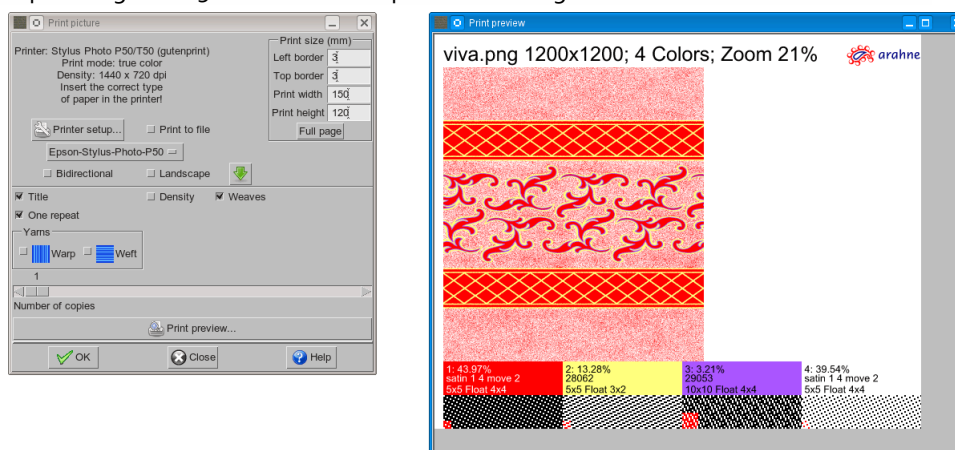 Print picture
Printer: Stylus Photo P50/T50 (gutenprint)
Print mode: true color
Density: 1440 x 720 dpi
Insert the correct type
of paper in the printer!
Print size (mm)
Left border 3
Top border 3
Print width 150
Print height 120
Full page
Printer setup... Print to file
Epson-Stylus-Photo-P50
Bidirectional Landscape
Title Density Weaves
One repeat
Yarns
Warp Weft
1
Number of copies
Print preview...
OK Close Help
Print preview
viva.png 1200x1200; 4 Colors; Zoom 21% arahne
1: 43.97% 2: 13.28% 3: 3.21% 4: 39.54%
satin 1 4 move 2 28062 29053 satin 1 4 move 2
5x5 Float 4x4 5x5 Float 3x2 10x10 Float 4x4 5x5 Float 4x4